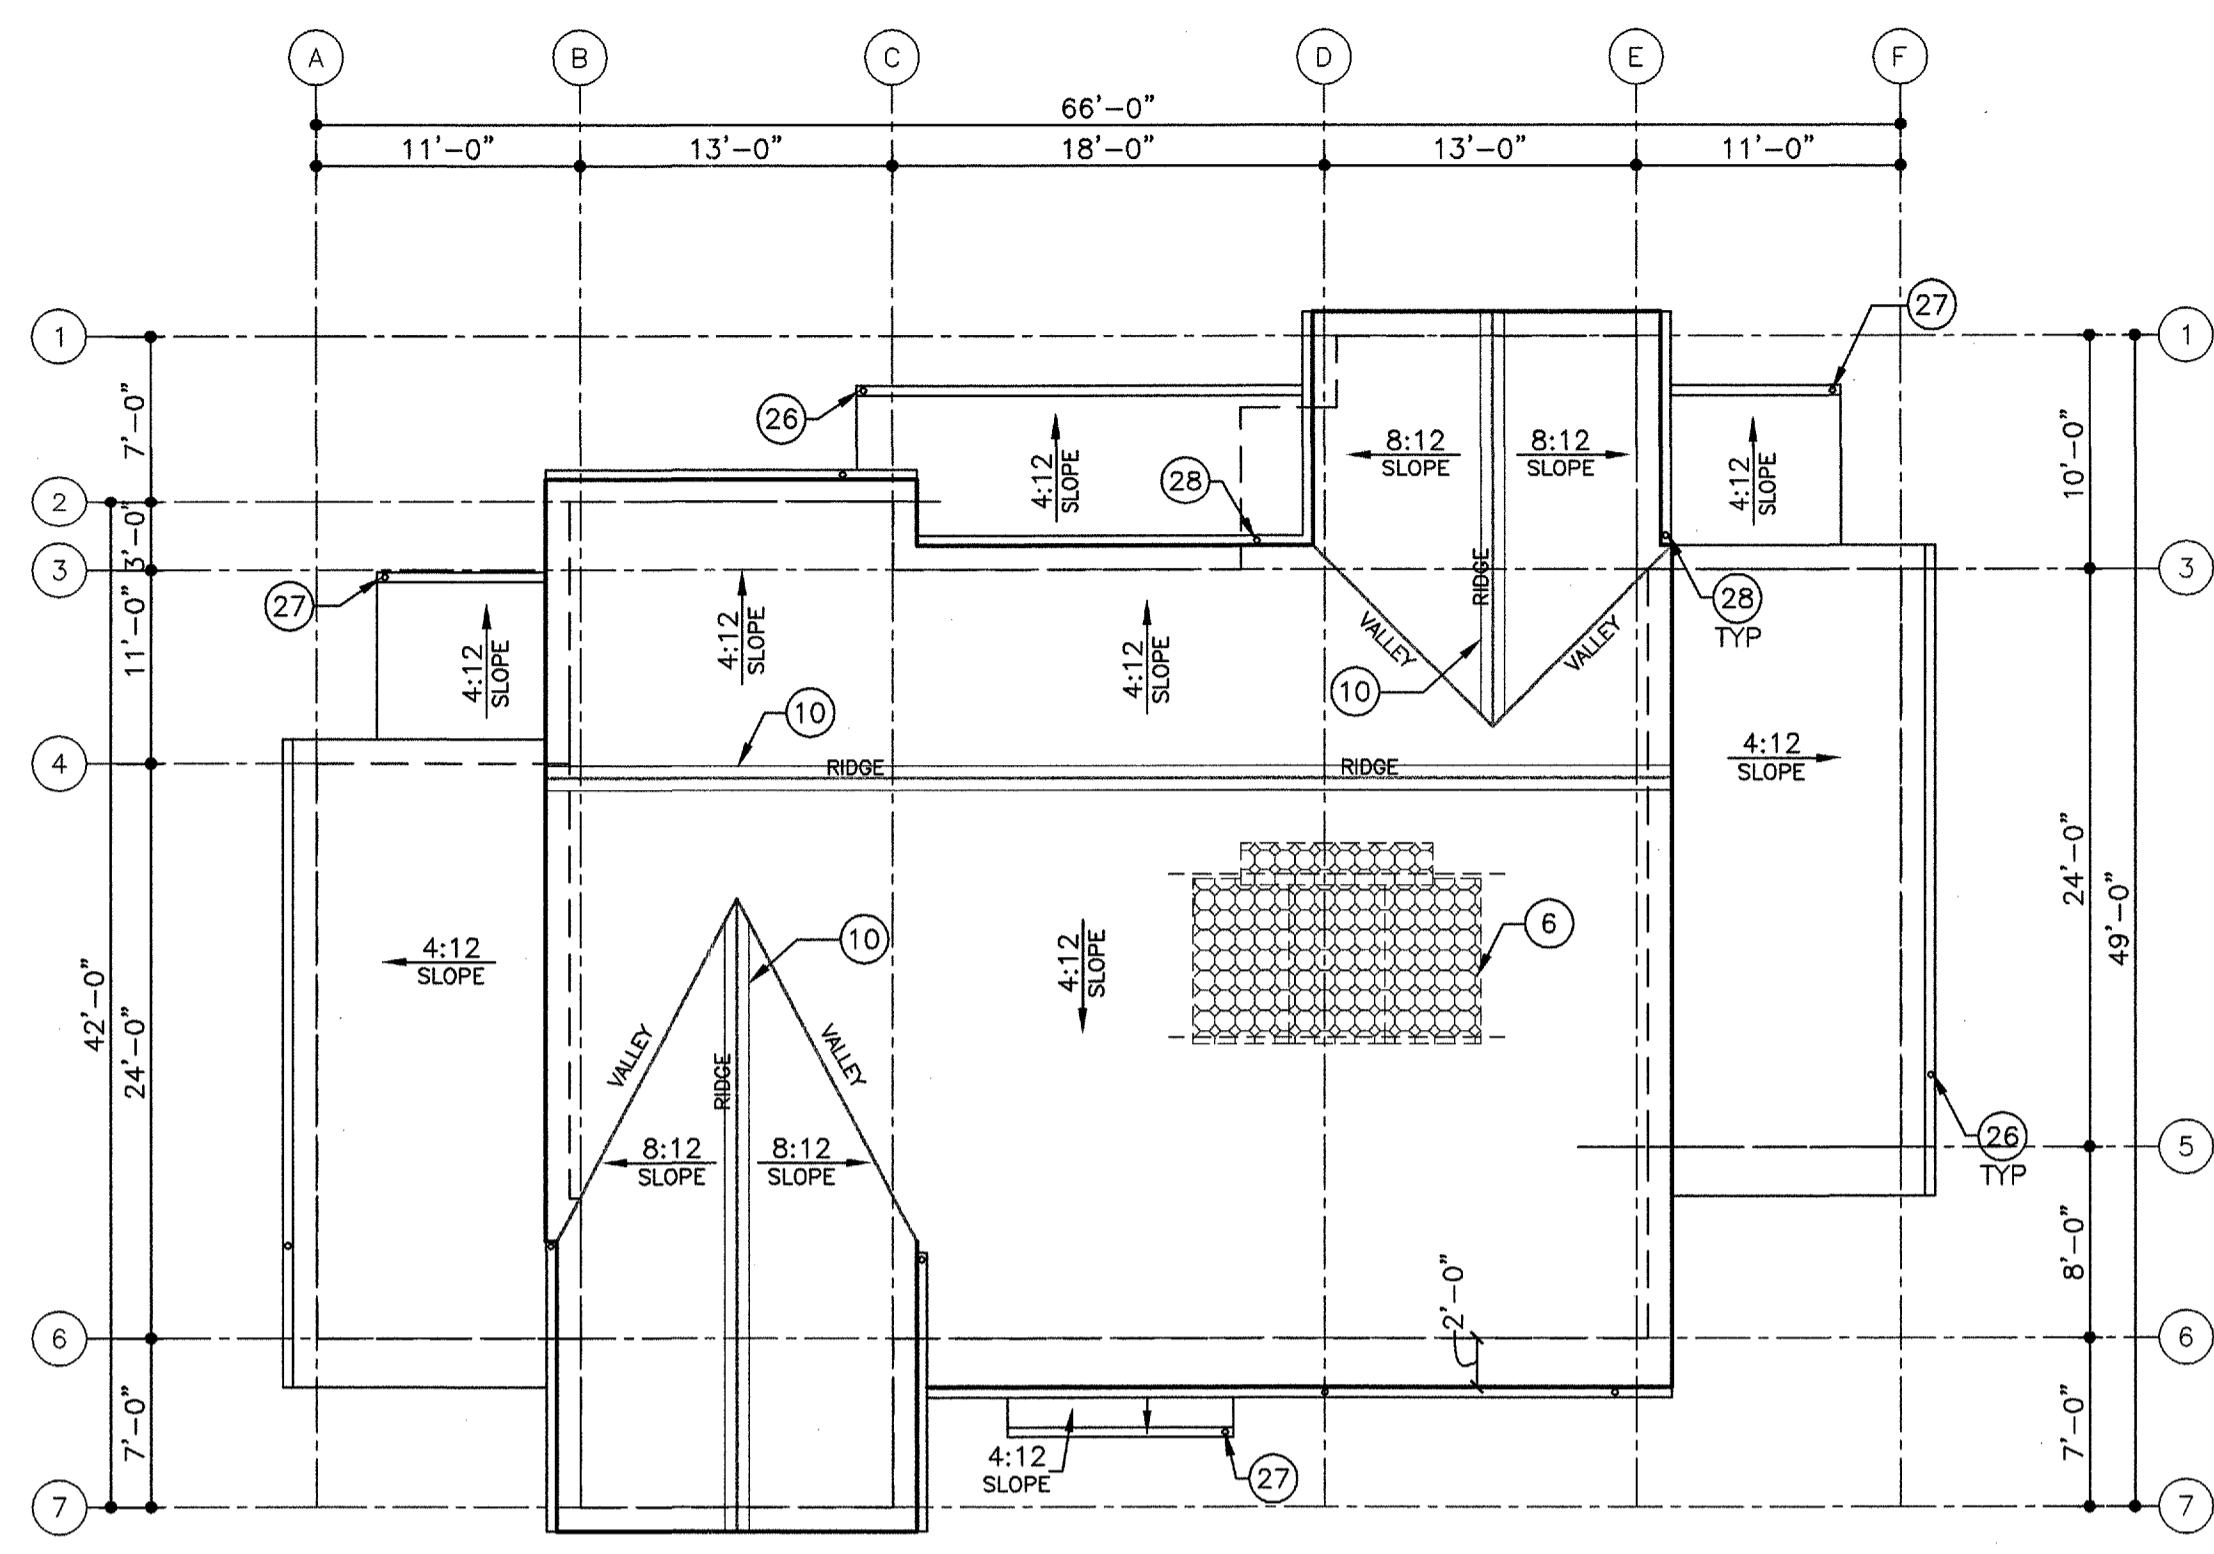 A B C D E F
66'-0"
11'-0" 13'-0" 18'-0" 13'-0" 11'-0"
27
1 1
7'-0"
26
10'-0"
8:12 8:12
SLOPE SLOPE
4:12
SLOPE
28
4:12
SLOPE
2
3'-0"
3 3
RIDGE
27
28
TYP
11'-0"
4:12
SLOPE
4:12
SLOPE
4:12
SLOPE
VALLEY VALLEY
10
10
4
RIDGE RIDGE
4:12
SLOPE
24'-0"
49'-0"
6
10
4:12
SLOPE
4:12
SLOPE
42'-0"
24'-0"
VALLEY
RIDGE
VALLEY
8:12 8:12
SLOPE SLOPE
26
TYP
5
8'-0"
2'-0"
6 6
7'-0"
7'-0"
4:12
SLOPE
27
7 7